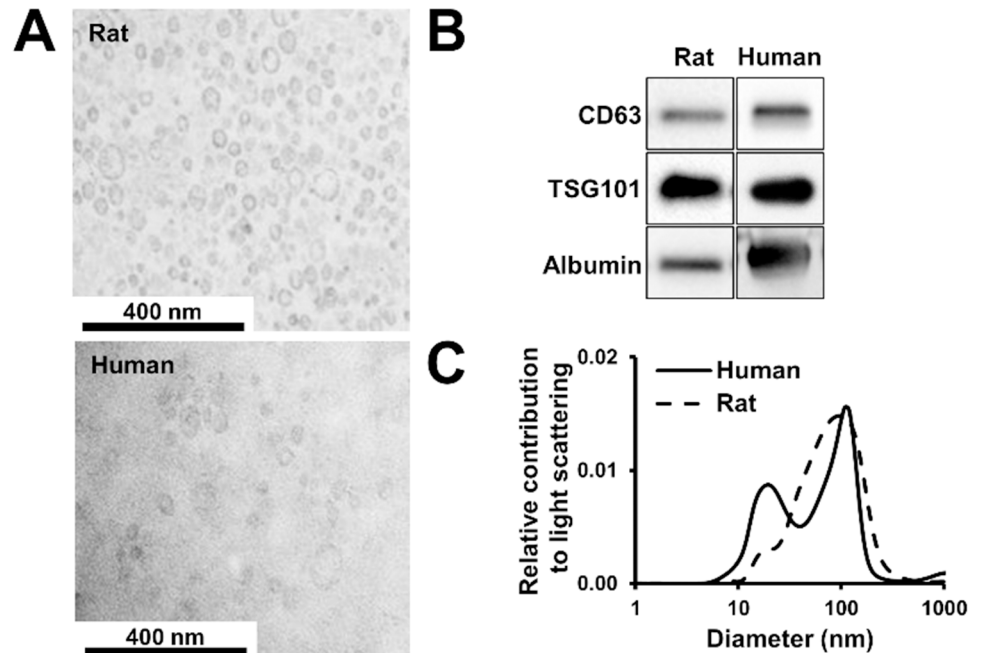 A
Rat
400 nm
Human
400 nm
B
Rat Human
CD63
TSG101
Albumin
C
Relative contribution
to light scattering
0.02
0.01
0.00
Human
Rat
1 10 100 1000
Diameter (nm)